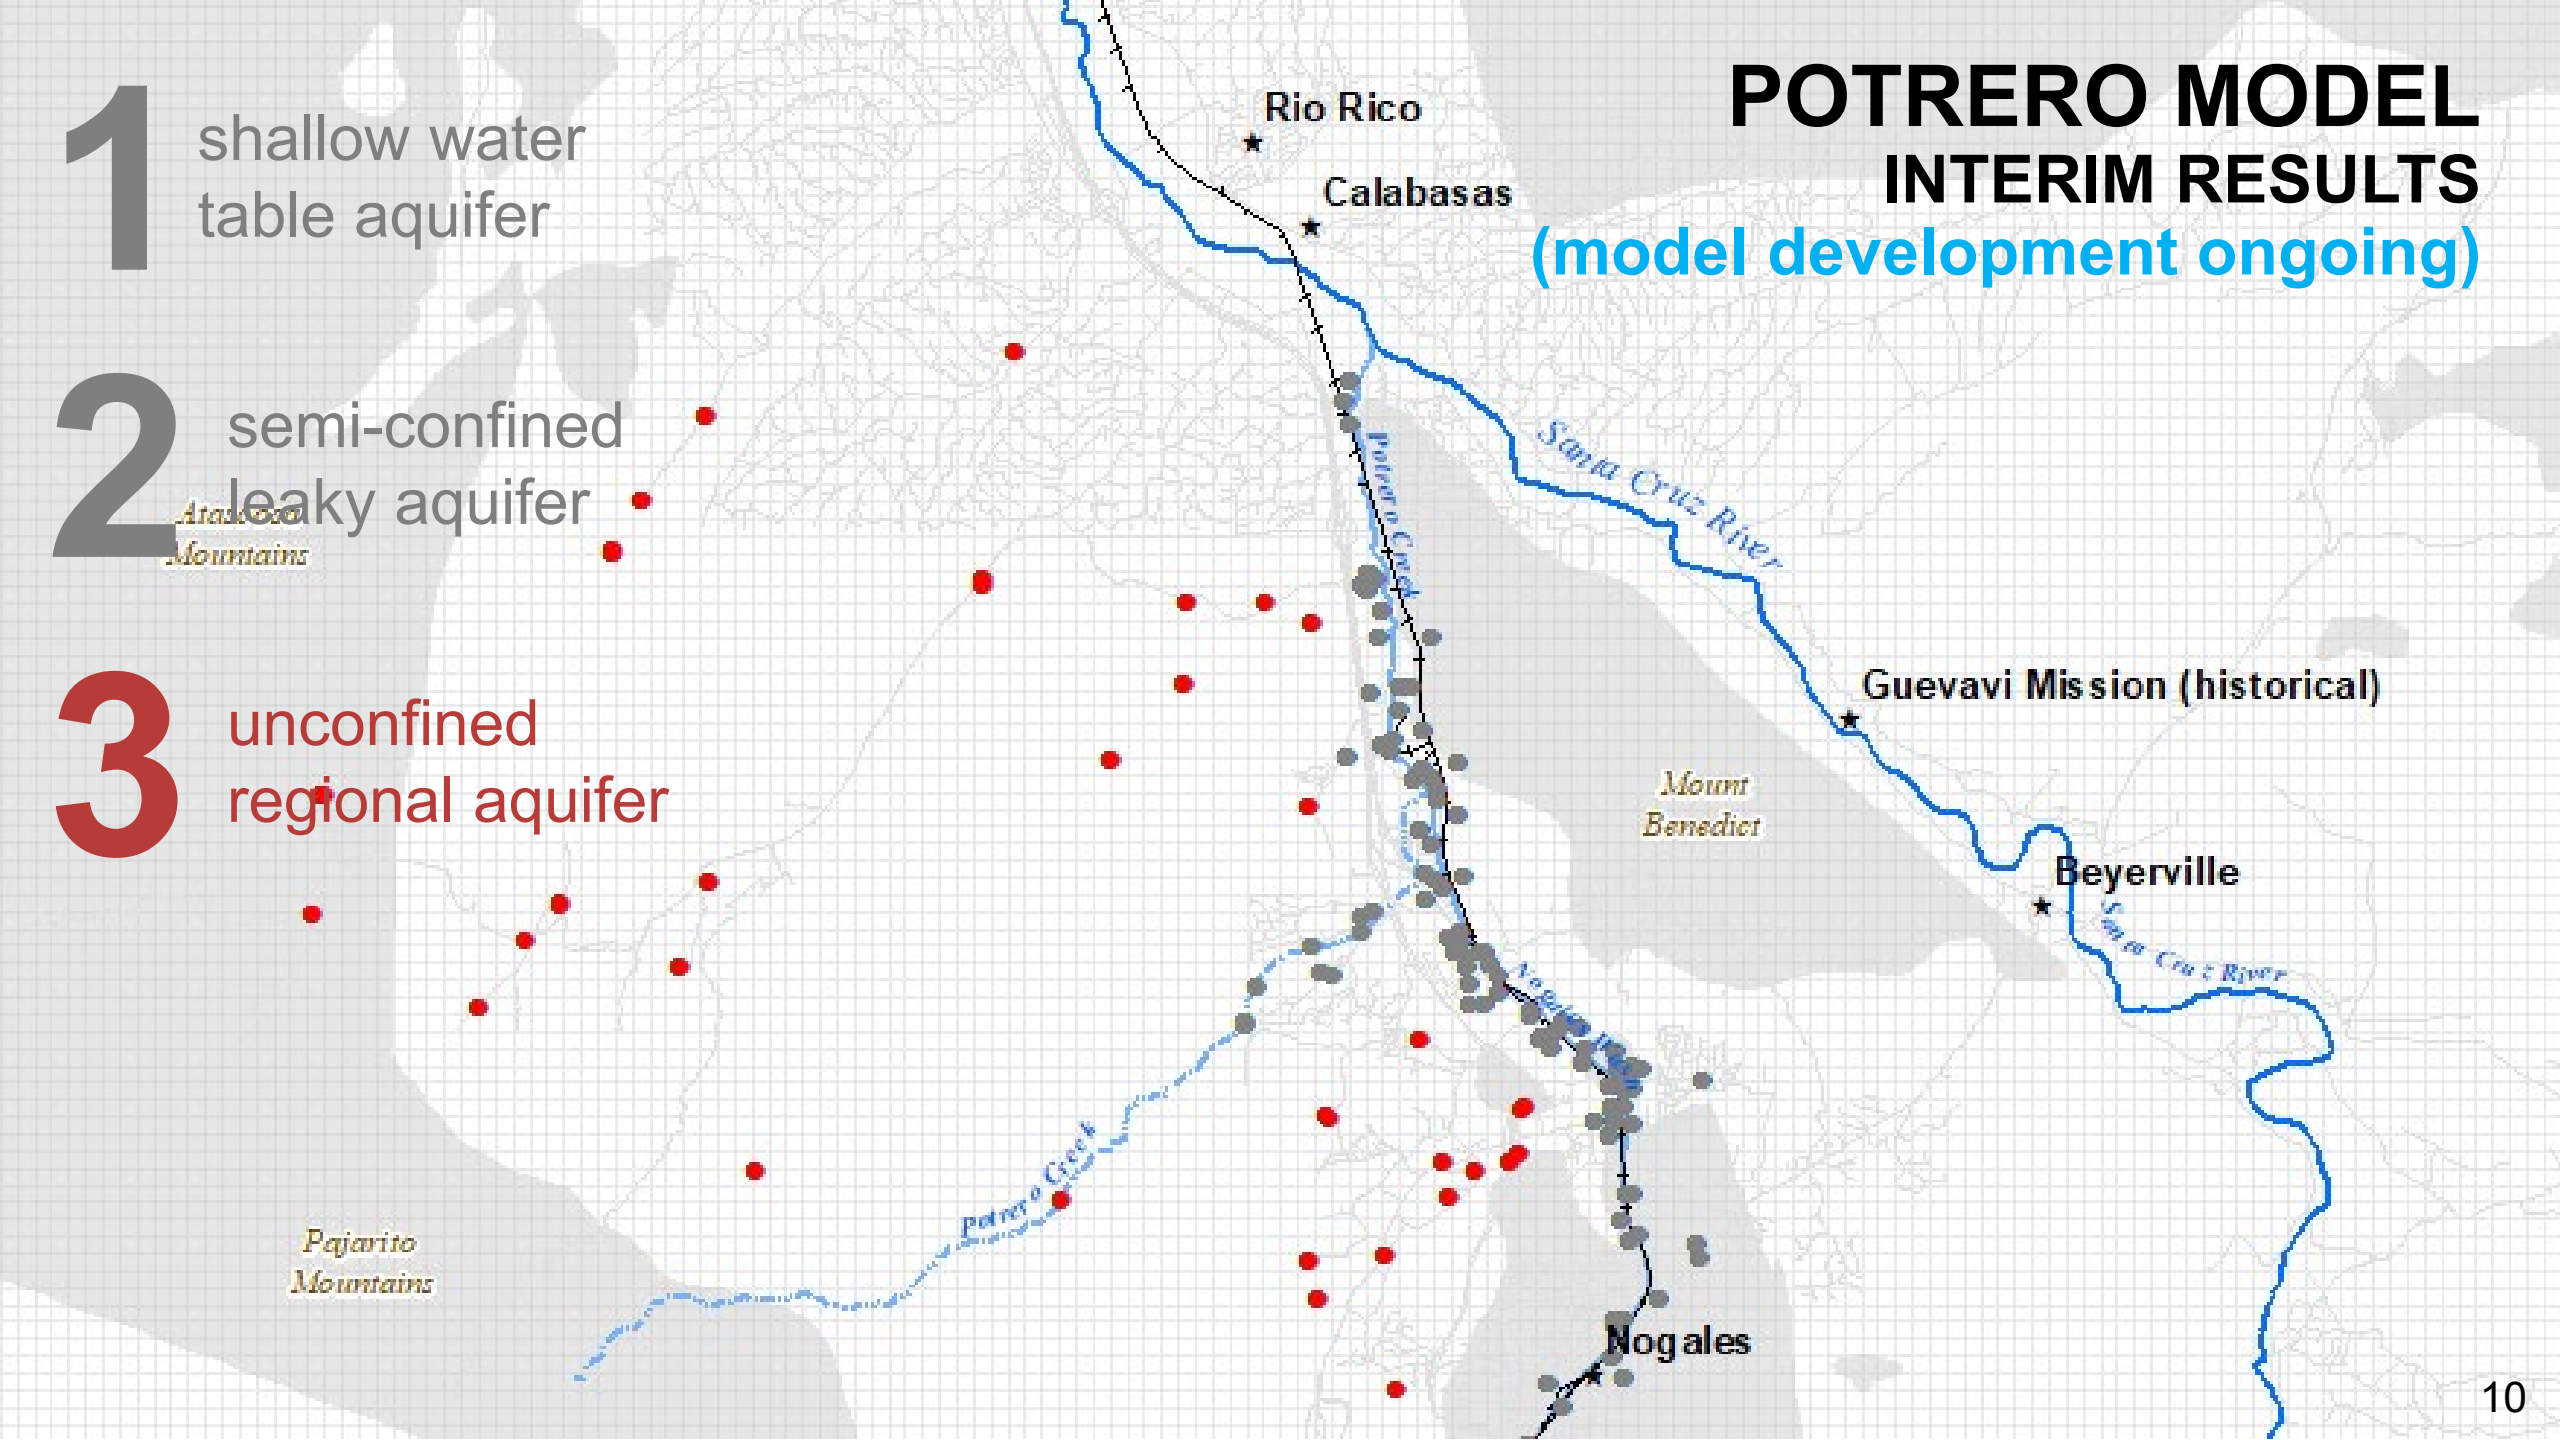 POTRERO MODEL
INTERIM RESULTS
(model development ongoing)
1
shallow water
table aquifer
2
semi-confined
leaky aquifer
3
unconfined
regional aquifer
Rio Rico
Calabasas
Santa Cruz River
Potrero Creek
Atascosa
Mountains
Guevavi Mission (historical)
Mount
Benedict
Beyerville
Santa Cruz River
Nogales Wash
Potrero Creek
Pajarito
Mountains
Nogales
10